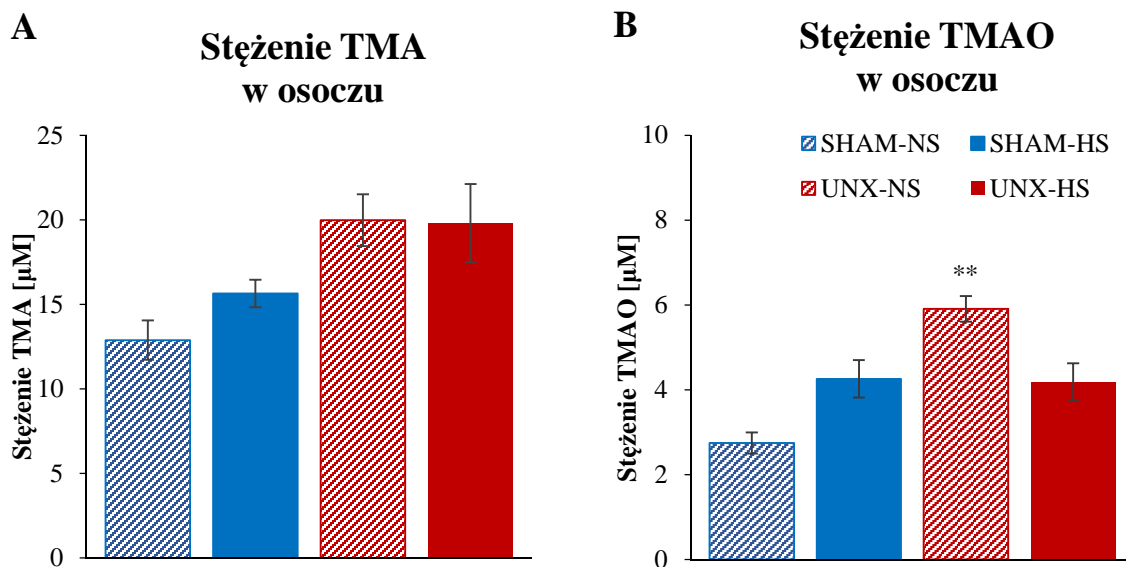 A
Stężenie TMA
w osoczu
Stężenie TMA [µM]
25
20
15
10
5
0
B
Stężenie TMAO
w osoczu
Stężenie TMAO [µM]
10
8
6
4
2
0
SHAM-NS SHAM-HS
UNX-NS UNX-HS
**